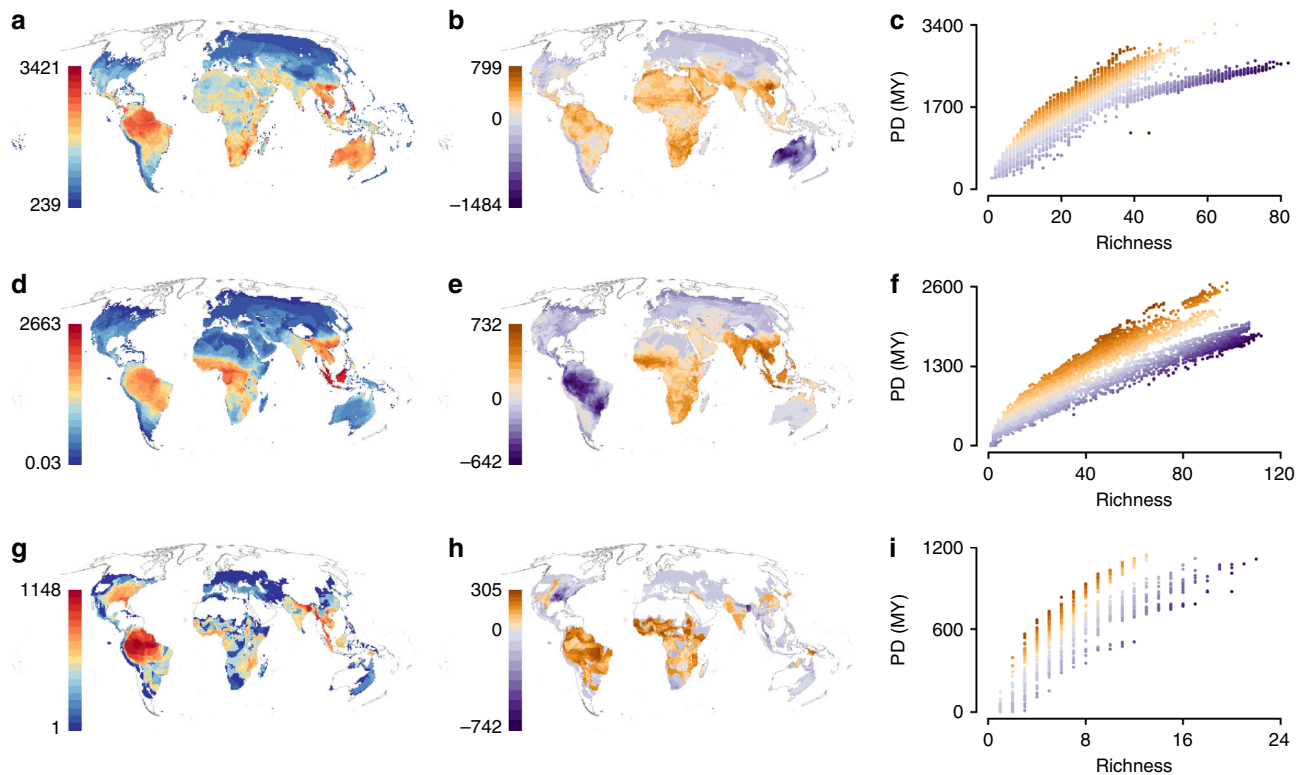 a
3421
239
b
799
0
−1484
c
3400
1700
0
PD (MY)
0 20 40 60 80
Richness
d
2663
0.03
e
732
0
−642
f
2600
1300
0
PD (MY)
0 40 80 120
Richness
g
1148
1
h
305
0
−742
i
1200
600
0
PD (MY)
0 8 16 24
Richness